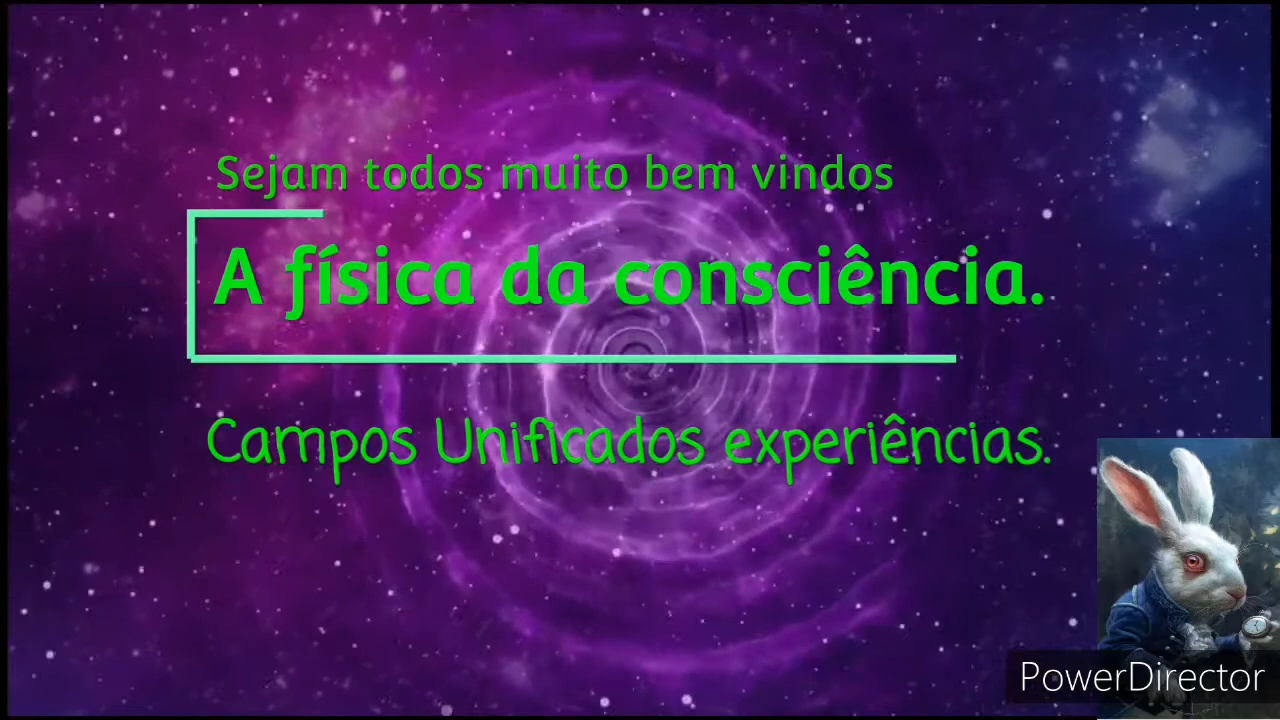 Sejam todos muito bem vindos
A física da consciência.
Campos Unificados experiências.
PowerDirector